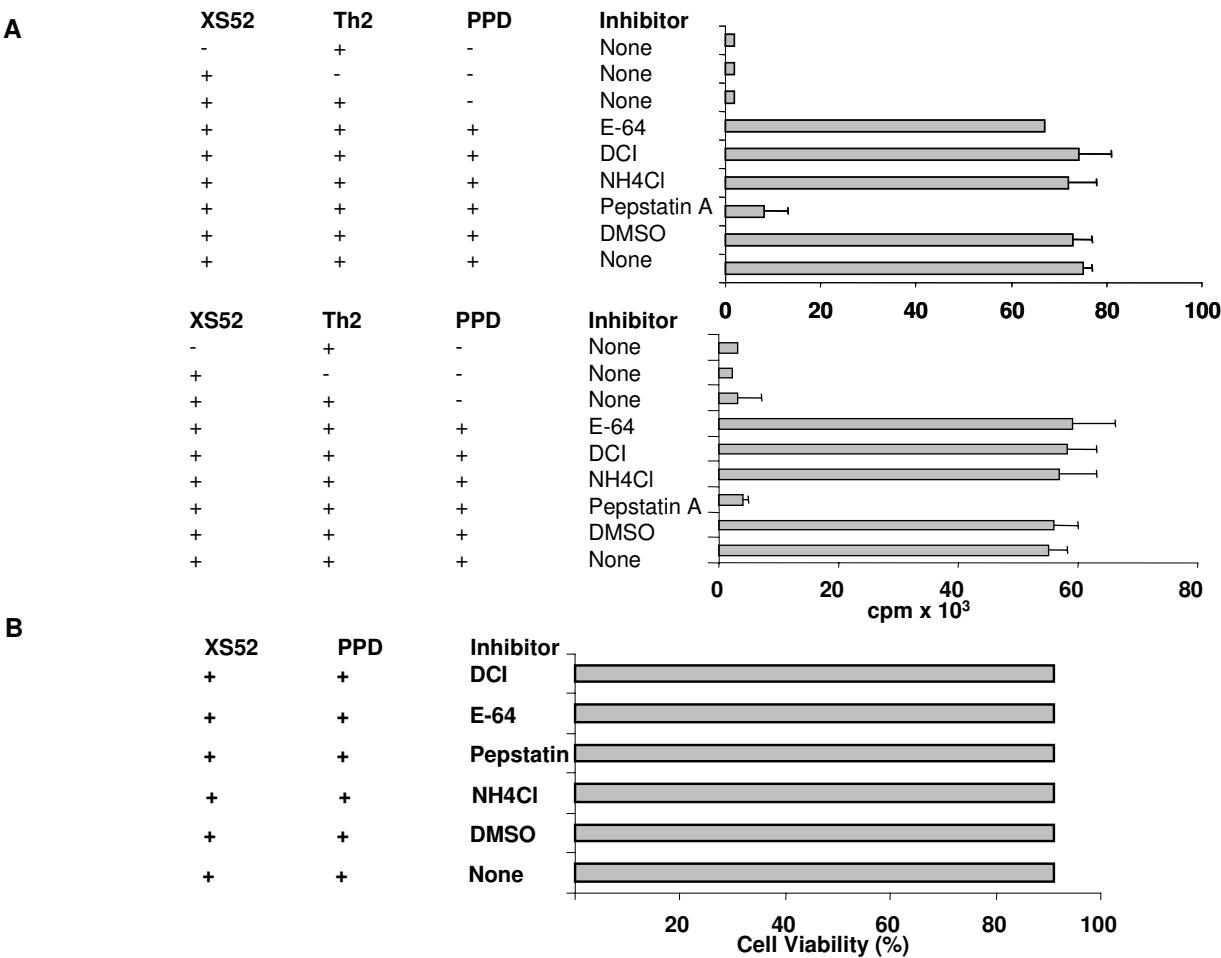 A
XS52 Th2 PPD Inhibitor
- + - None
+ - - None
+ + - None
+ + + E-64
+ + + DCI
+ + + NH4Cl
+ + + Pepstatin A
+ + + DMSO
+ + + None
0 20 40 60 80 100
XS52 Th2 PPD Inhibitor
- + - None
+ - - None
+ + - None
+ + + E-64
+ + + DCI
+ + + NH4Cl
+ + + Pepstatin A
+ + + DMSO
+ + + None
0 20 40 60 80
cpm x 10³
B
XS52 PPD Inhibitor
+ + DCI
+ + E-64
+ + Pepstatin
+ + NH4Cl
+ + DMSO
+ + None
20 40 60 80 100
Cell Viability (%)